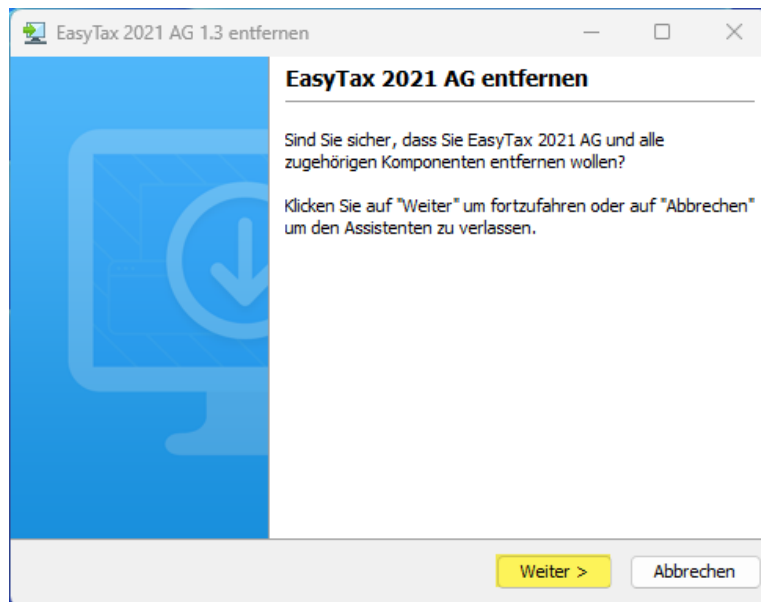 EasyTax 2021 AG 1.3 entfernen
EasyTax 2021 AG entfernen
Sind Sie sicher, dass Sie EasyTax 2021 AG und alle
zugehörigen Komponenten entfernen wollen?
Klicken Sie auf "Weiter" um fortzufahren oder auf "Abbrechen"
um den Assistenten zu verlassen.
Weiter >
Abbrechen